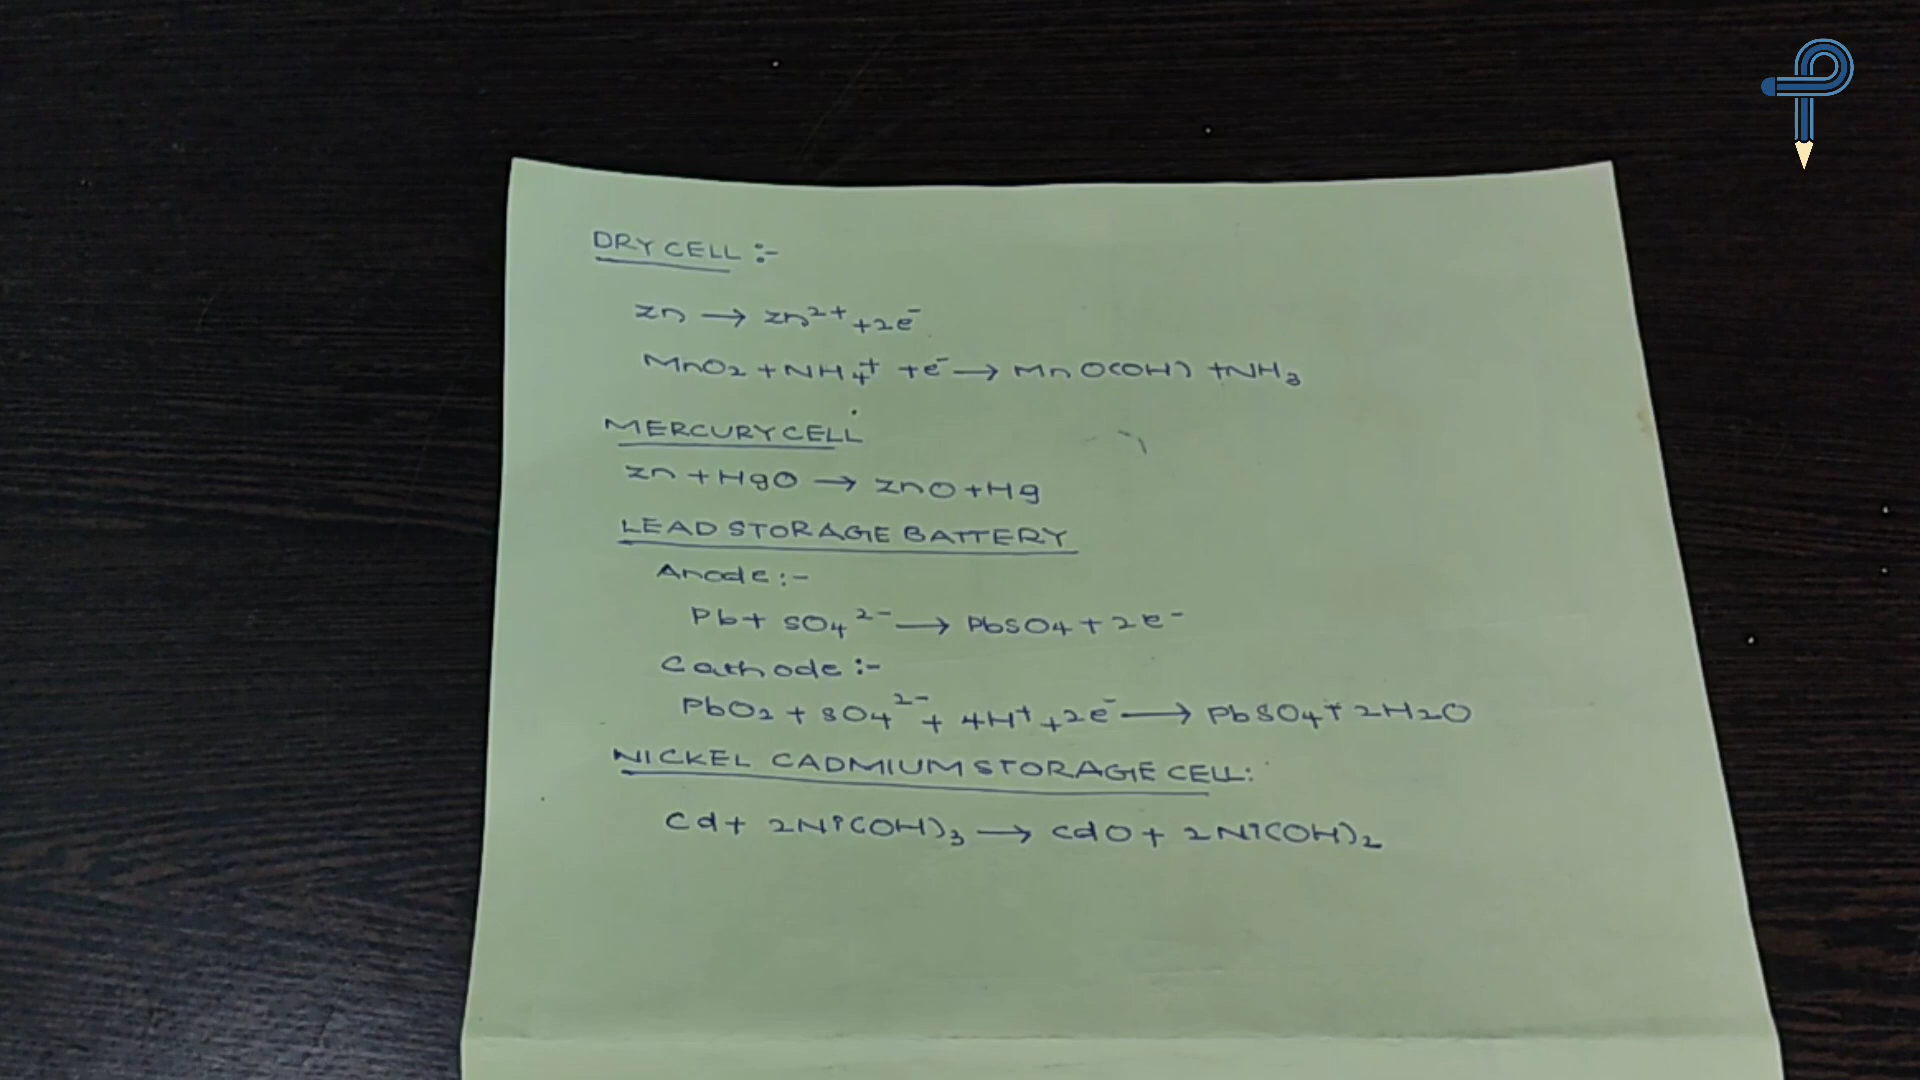 DRY CELL :-
Zn → Zn²⁺ + 2e⁻
MnO₂ + NH₄⁺ + e⁻ → MnO(OH) + NH₃
MERCURY CELL
Zn + HgO → ZnO + Hg
LEAD STORAGE BATTERY
Anode :-
Pb + SO₄²⁻ → PbSO₄ + 2e⁻
Cathode :-
PbO₂ + SO₄²⁻ + 4H⁺ + 2e⁻ → PbSO₄ + 2H₂O
NICKEL CADMIUM STORAGE CELL:
Cd + 2Ni(OH)₃ → CdO + 2Ni(OH)₂